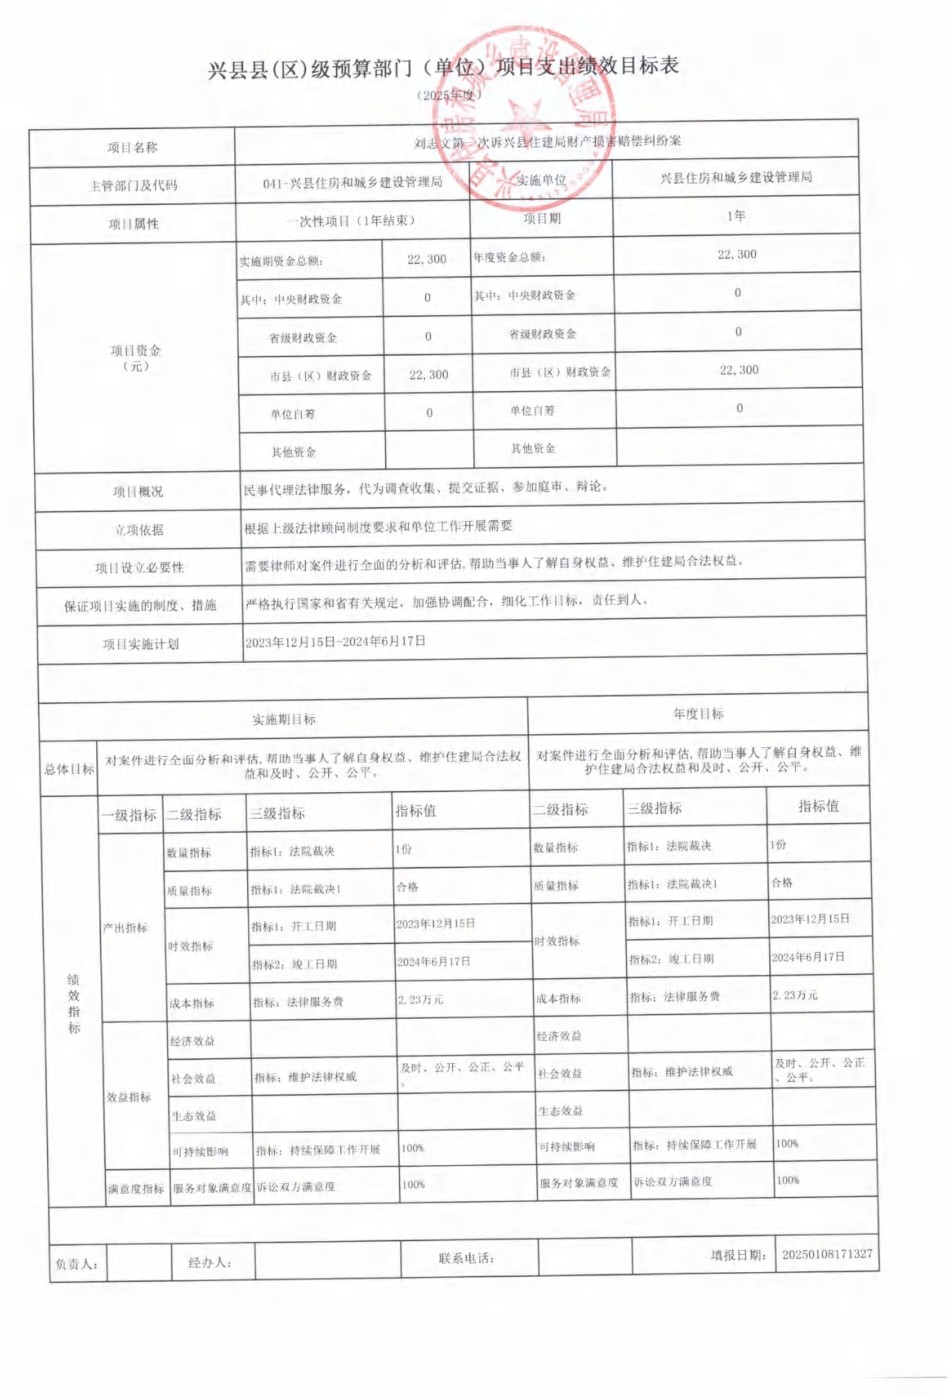 兴县县(区)级预算部门（单位）项目支出绩效目标表
（2025年度）
项目名称 刘志文第 次诉兴县住建局财产损害赔偿纠纷案
主管部门及代码 041-兴县住房和城乡建设管理局 实施单位 兴县住房和城乡建设管理局
项目属性 一次性项目（1年结束） 项目期 1年
项目资金
（元）
实施期资金总额: 22,300 年度资金总额: 22,300
其中: 中央财政资金 0 其中: 中央财政资金 0
省级财政资金 0 省级财政资金 0
市县（区）财政资金 22,300 市县（区）财政资金 22,300
单位自筹 0 单位自筹 0
其他资金 其他资金
项目概况 民事代理法律服务，代为调查收集、提交证据、参加庭审、辩论。
立项依据 根据上级法律顾问制度要求和单位工作开展需要
项目设立必要性 需要律师对案件进行全面的分析和评估,帮助当事人了解自身权益、维护住建局合法权益。
保证项目实施的制度、措施 严格执行国家和省有关规定，加强协调配合，细化工作目标，责任到人。
项目实施计划 2023年12月15日-2024年6月17日
实施期目标 年度目标
总体目标 对案件进行全面分析和评估,帮助当事人了解自身权益、维护住建局合法权益和及时、公开、公平。 对案件进行全面分析和评估,帮助当事人了解自身权益、维护住建局合法权益和及时、公开、公平。
绩效指标
一级指标 二级指标 三级指标 指标值 二级指标 三级指标 指标值
产出指标
数量指标 指标1: 法院裁决 1份 数量指标 指标1: 法院裁决 1份
质量指标 指标1: 法院裁决1 合格 质量指标 指标1: 法院裁决1 合格
时效指标 指标1: 开工日期 2023年12月15日 时效指标 指标1: 开工日期 2023年12月15日
指标2: 竣工日期 2024年6月17日 指标2: 竣工日期 2024年6月17日
成本指标 指标: 法律服务费 2.23万元 成本指标 指标: 法律服务费 2.23万元
效益指标
经济效益 经济效益
社会效益 指标: 维护法律权威 及时、公开、公正、公平。 社会效益 指标: 维护法律权威 及时、公开、公正、公平。
生态效益 生态效益
可持续影响 指标: 持续保障工作开展 100% 可持续影响 指标: 持续保障工作开展 100%
满意度指标 服务对象满意度 诉讼双方满意度 100% 服务对象满意度 诉讼双方满意度 100%
负责人: 经办人: 联系电话: 填报日期: 20250108171327